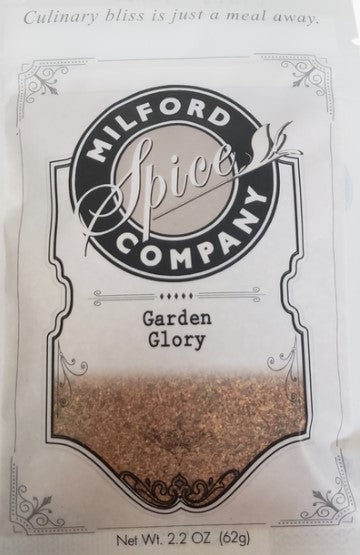 Culinary bliss is just a meal away.
MILFORD
Spice
COMPANY
Garden
Glory
Net Wt. 2.2 OZ (62g)